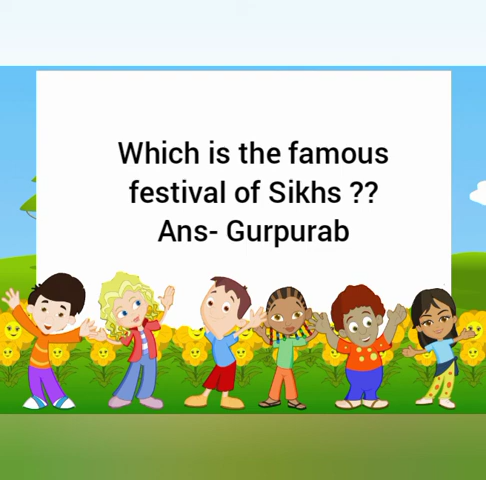 Which is the famous
festival of Sikhs ??
Ans- Gurpurab